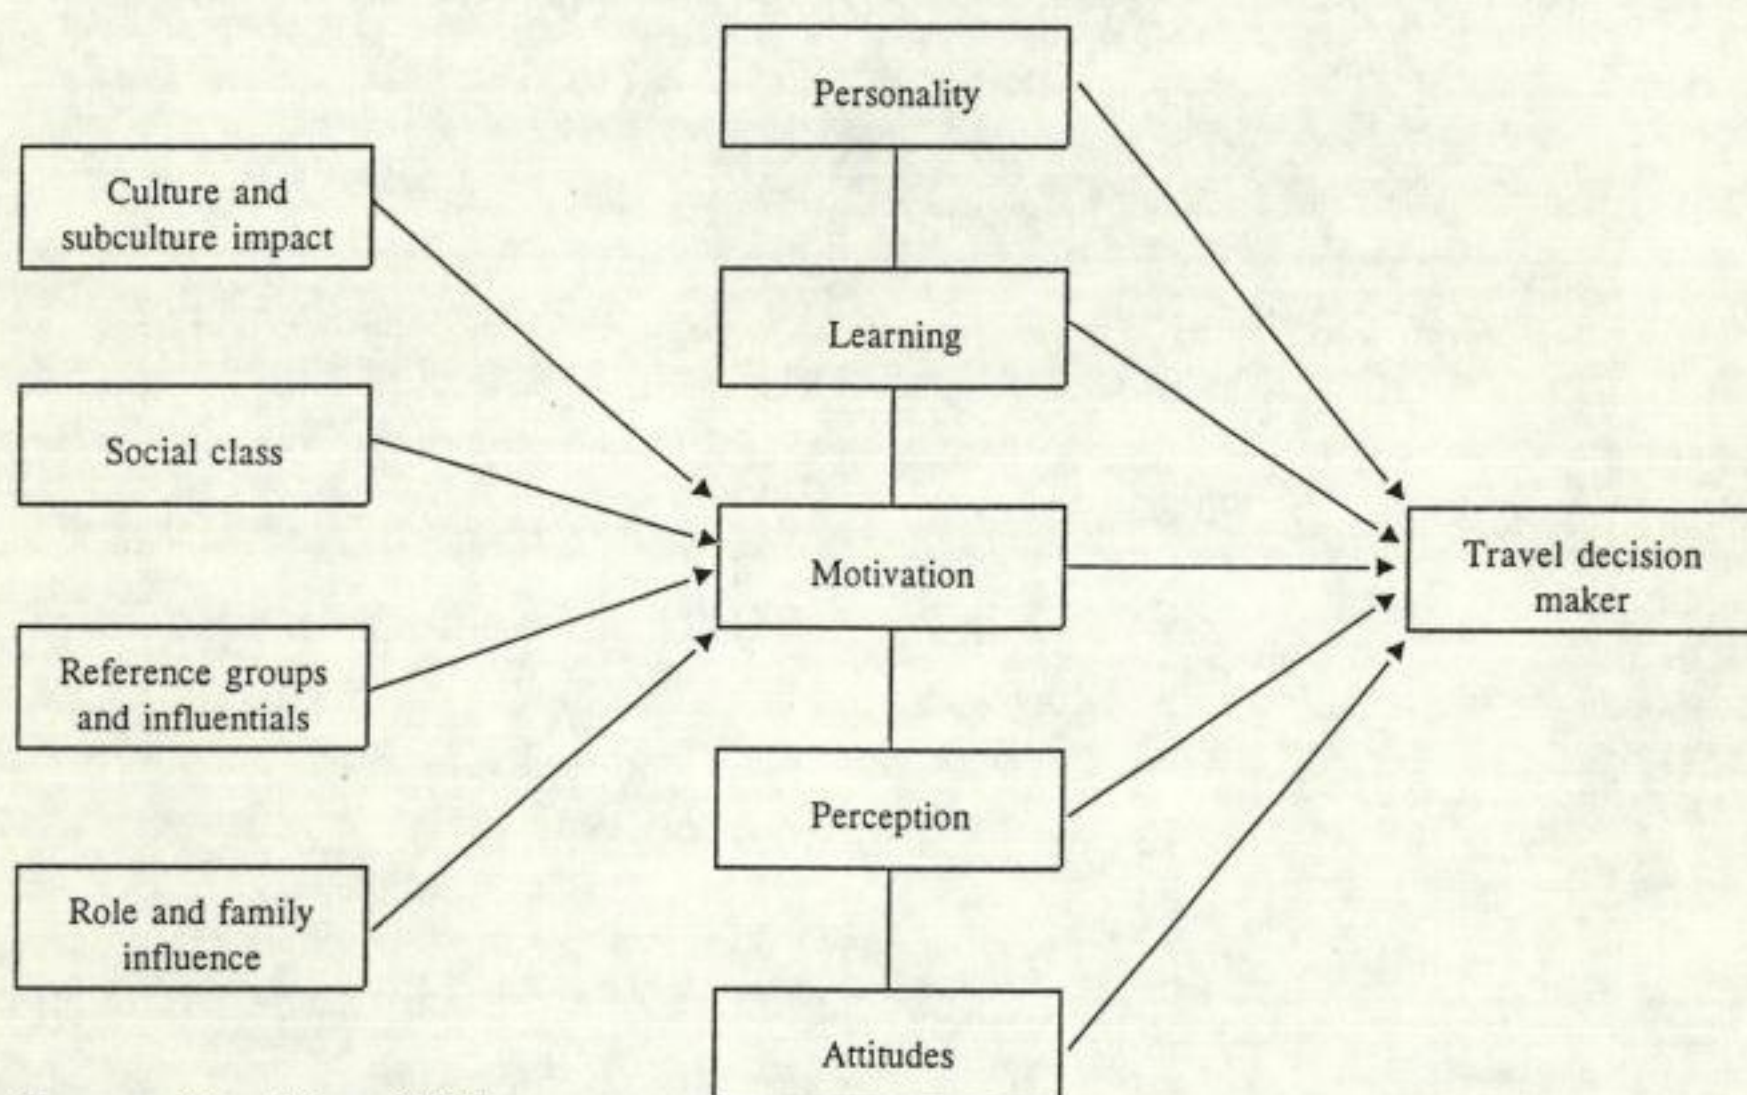 Personality
Culture and
subculture impact
Learning
Social class
Motivation
Travel decision
maker
Reference groups
and influentials
Perception
Role and family
influence
Attitudes